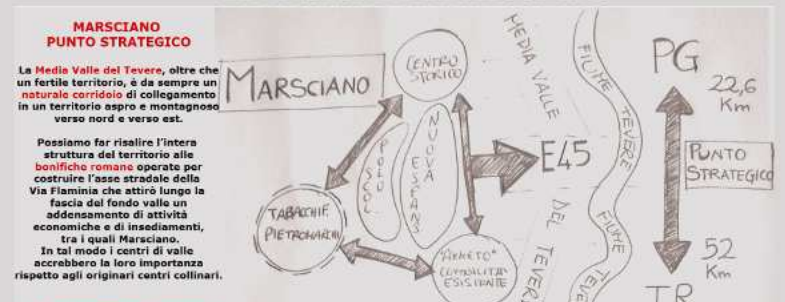 MARSCIANO
PUNTO STRATEGICO
La Media Valle del Tevere, oltre che
un fertile territorio, è da sempre un
naturale corridoio di collegamento
in un territorio aspro e montagnoso
verso nord e verso est.
Possiamo far risalire l'intera
struttura del territorio alle
bonifiche romane operate per
costruire l'asse stradale della
Via Flaminia che attirò lungo la
fascia del fondo valle un
addensamento di attività
economiche e di insediamenti,
tra i quali Marsciano.
In tal modo i centri di valle
accrebbero la loro importanza
rispetto agli originari centri collinari.
MARSCIANO
CENTRO
STORICO
POLO
SCOL.
NUOVA
ESPANS
TABACCHIF.
PIETROMARCHI
ESISTENTE
E45
MEDIA VALLE
DEL TEVERE
FIUME TEVERE
FIUME
PG
22,6
Km
PUNTO
STRATEGICO
52
Km
TR